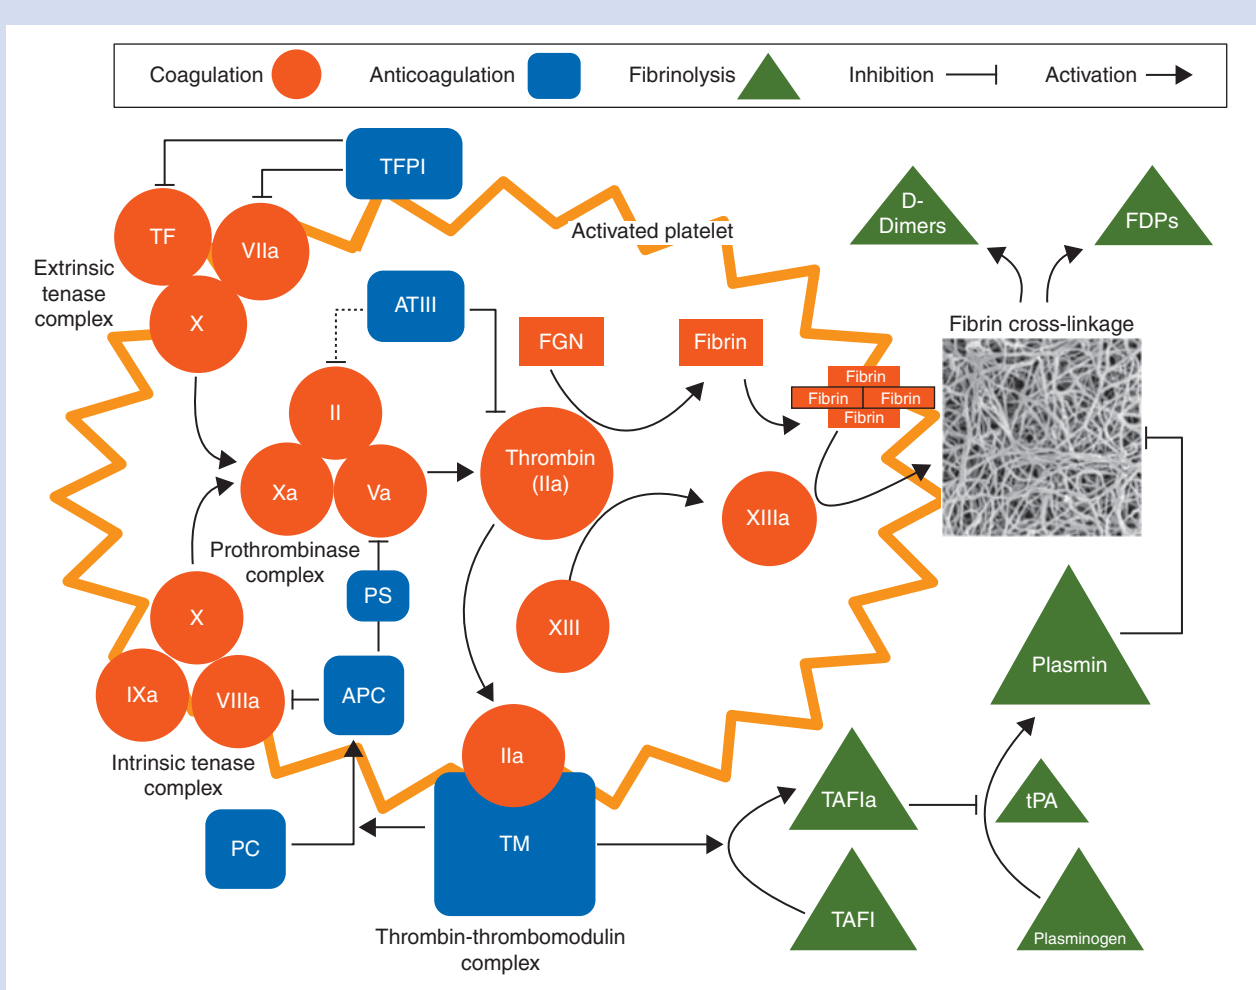 Coagulation
Anticoagulation
Fibrinolysis
Inhibition
Activation
TFPI
TF
VIIa
X
Extrinsic
tenase
complex
Activated platelet
D-
Dimers
FDPs
ATIII
FGN
Fibrin
Fibrin cross-linkage
Fibrin
Fibrin
Fibrin
Fibrin
II
Xa
Va
Prothrombinase
complex
Thrombin
(IIa)
XIIIa
XIII
PS
APC
X
IXa
VIIIa
Intrinsic tenase
complex
PC
IIa
TM
Thrombin-thrombomodulin
complex
Plasmin
TAFIa
tPA
TAFI
Plasminogen